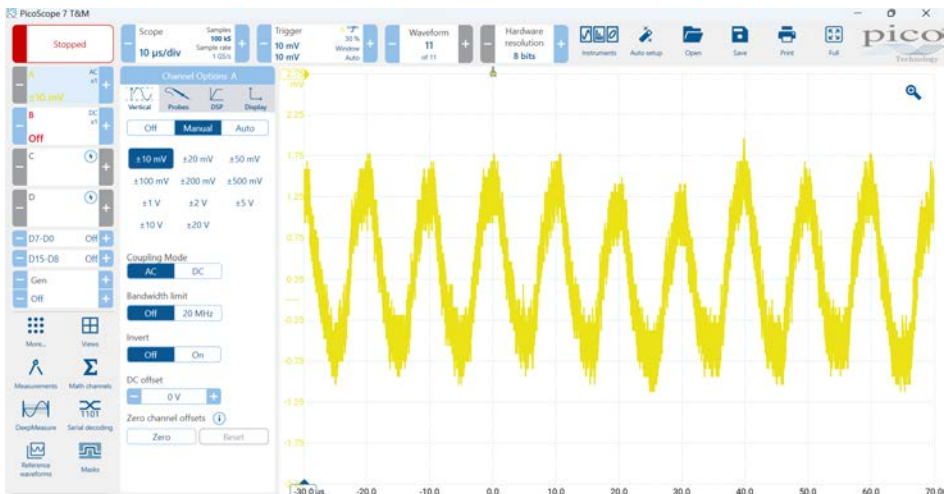 PicoScope 7 T&M
Stopped
Scope
10 µs/div
Samples
100 kS
Sample rate
1 GS/s
Trigger
10 mV
10 mV
30 %
Window
Auto
Waveform
11
of 11
Hardware
resolution
8 bits
Instruments
Auto setup
Open
Save
Print
Full
pico
Technology
A
AC
x1
±10 mV
B
DC
x1
Off
C
D
D7-D0 Off
D15-D8 Off
Gen
Off
More...
Views
Measurements
Math channels
DeepMeasure
1101
Serial decoding
Reference
waveforms
Masks
Channel Options: A
Vertical
Probes
DSP
Display
Off Manual Auto
±10 mV ±20 mV ±50 mV
±100 mV ±200 mV ±500 mV
±1 V ±2 V ±5 V
±10 V ±20 V
Coupling Mode
AC DC
Bandwidth limit
Off 20 MHz
Invert
Off On
DC offset
0 V
Zero channel offsets
Zero Reset
2.75
mV
2.25
1.75
1.25
0.75
0.25
-0.25
-0.75
-1.25
-1.75
-30.0 µs -20.0 -10.0 0.0 10.0 20.0 30.0 40.0 50.0 60.0 70.0